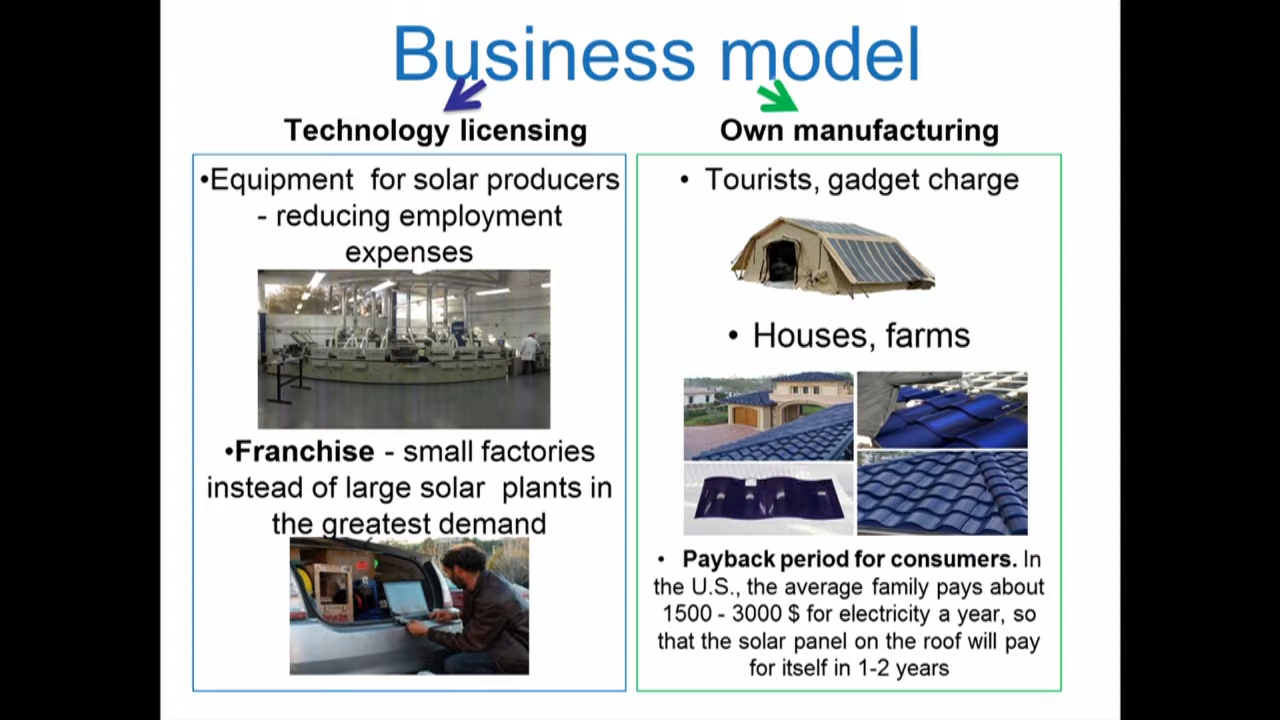 Business model
Technology licensing
•Equipment for solar producers
- reducing employment
expenses
•Franchise - small factories
instead of large solar plants in
the greatest demand
Own manufacturing
• Tourists, gadget charge
• Houses, farms
• Payback period for consumers. In
the U.S., the average family pays about
1500 - 3000 $ for electricity a year, so
that the solar panel on the roof will pay
for itself in 1-2 years